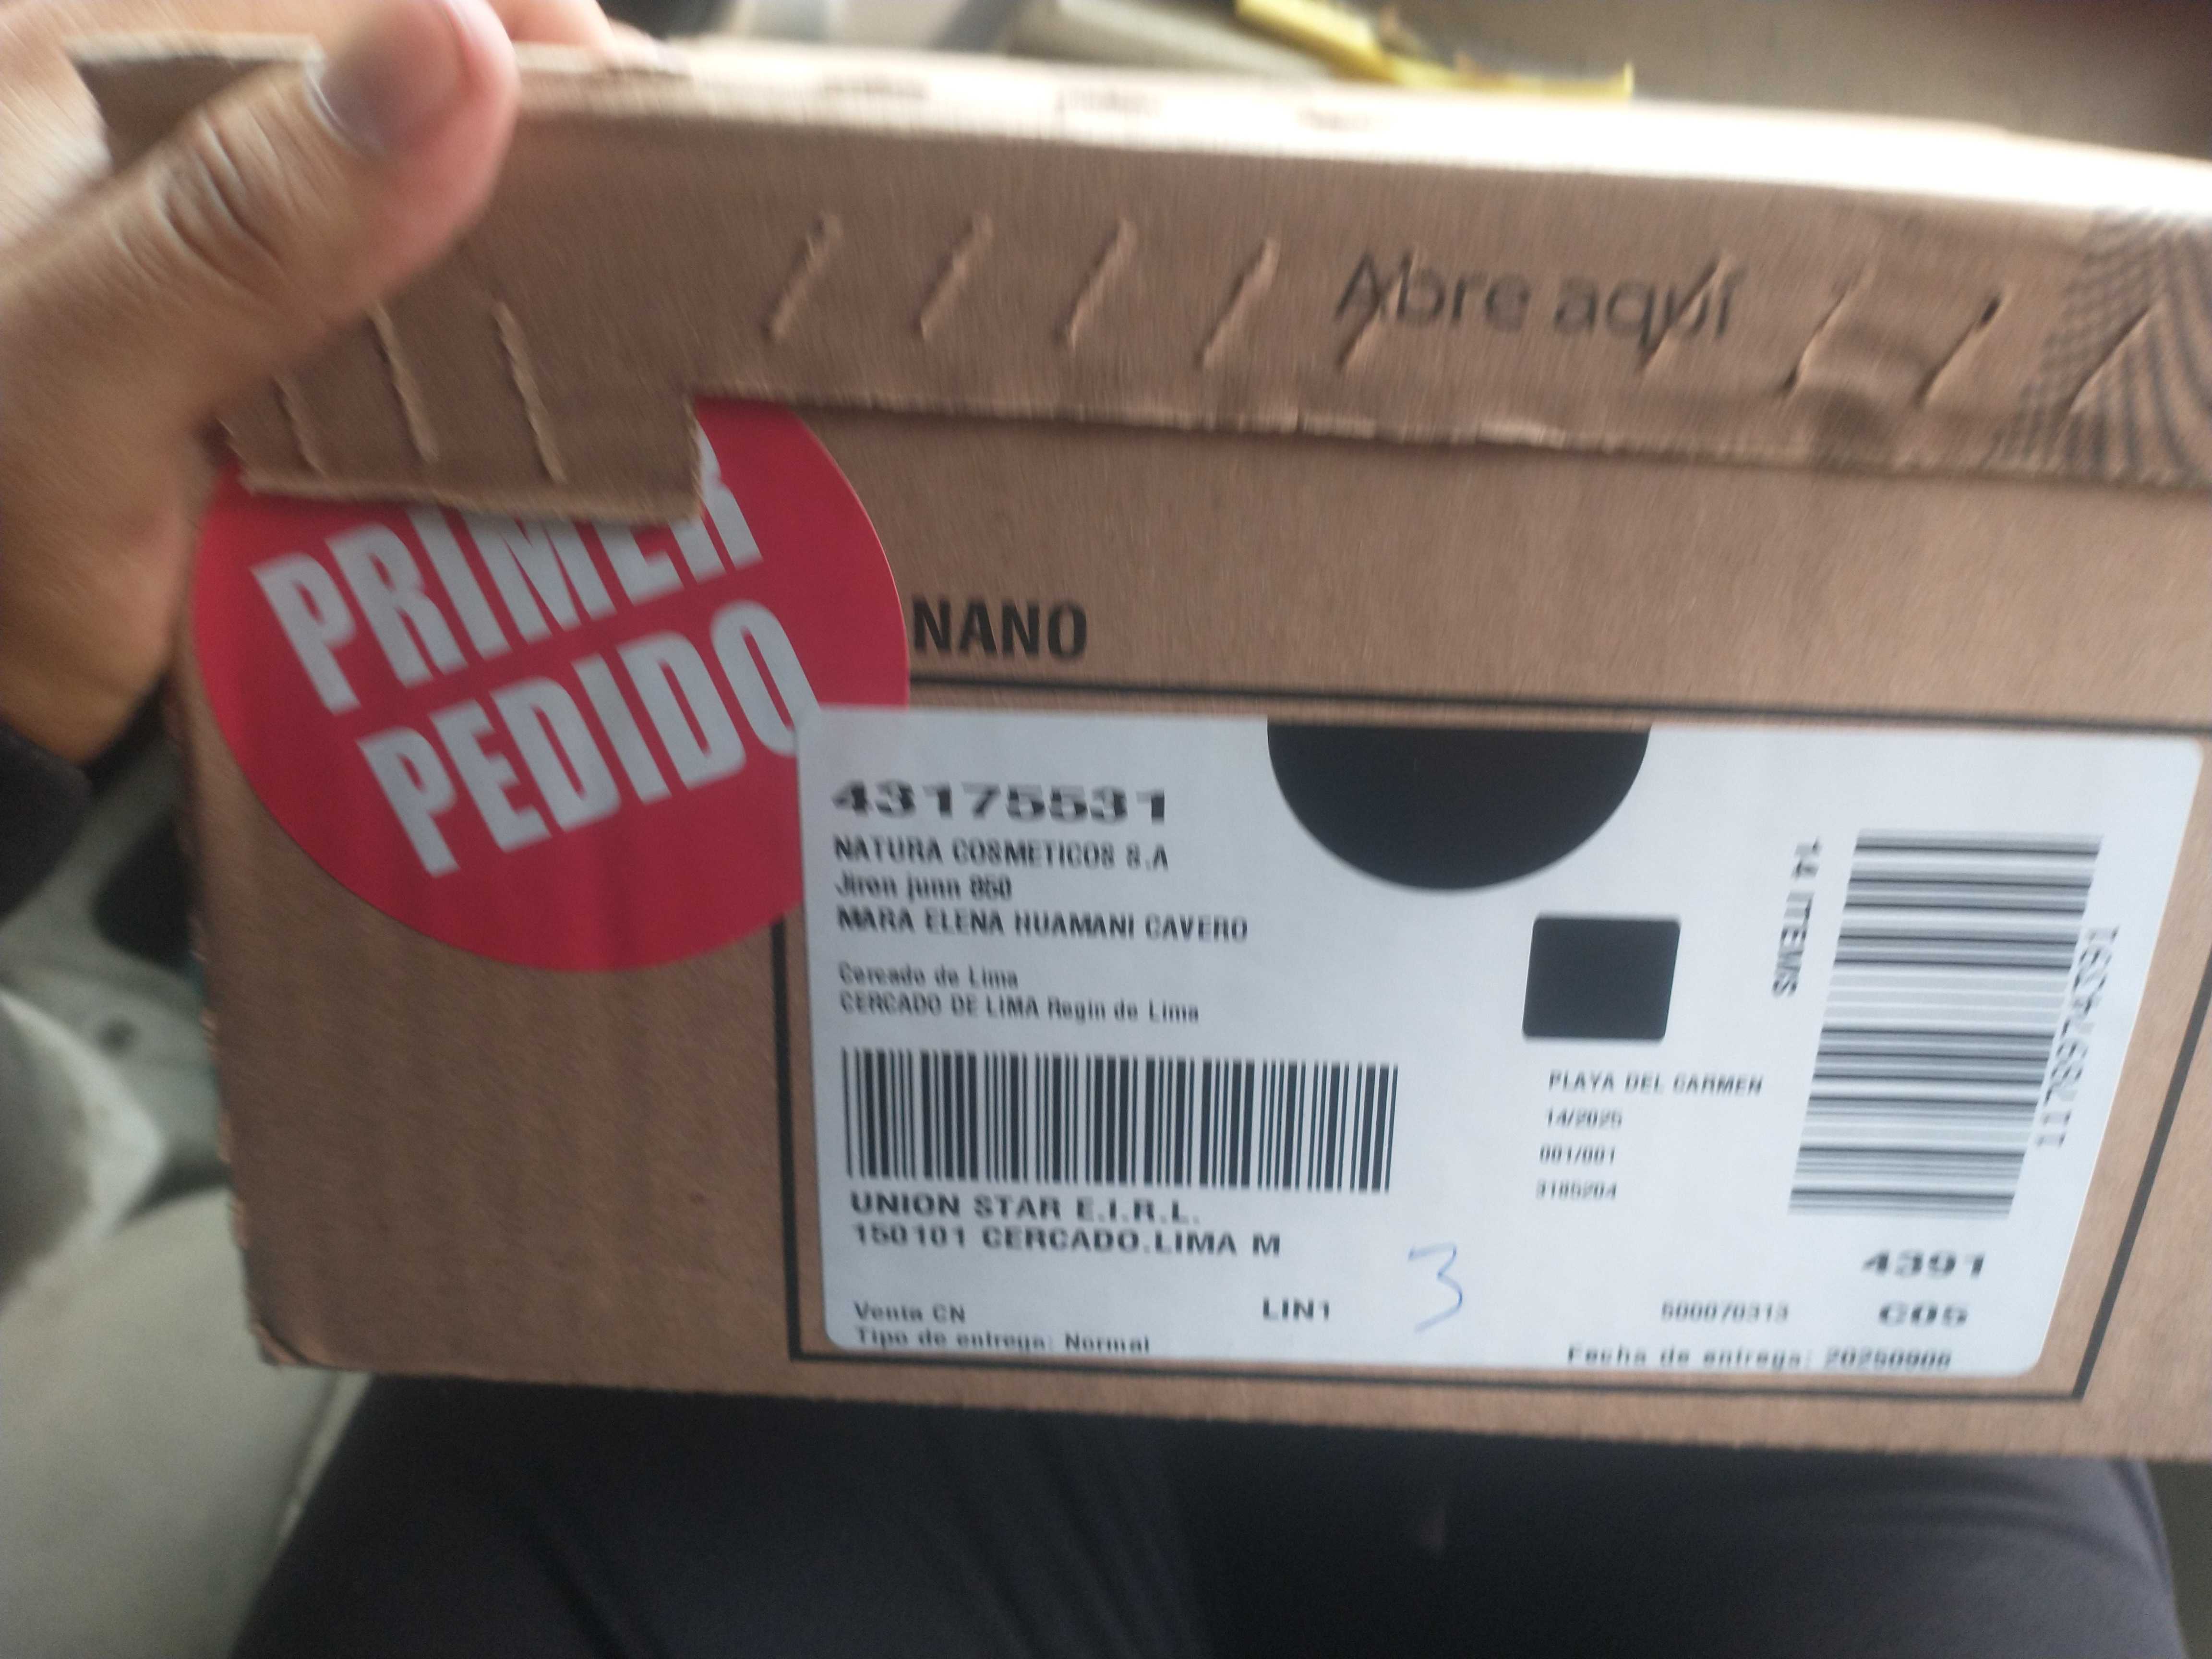 Abre aquí
PRIMER
PEDIDO
NANO
43175531
NATURA COSMETICOS S.A
Jiron junn 850
MARA ELENA HUAMANI CAVERO
Cercado de Lima
CERCADO DE LIMA Regin de Lima
UNION STAR E.I.R.L.
150101 CERCADO.LIMA M
Venta CN
LIN1
3
Tipo de entrega: Normal
14 ITEMS
PLAYA DEL CARMEN
14/2025
001/001
3185204
4391
500070313
C05
Fecha de entrega: